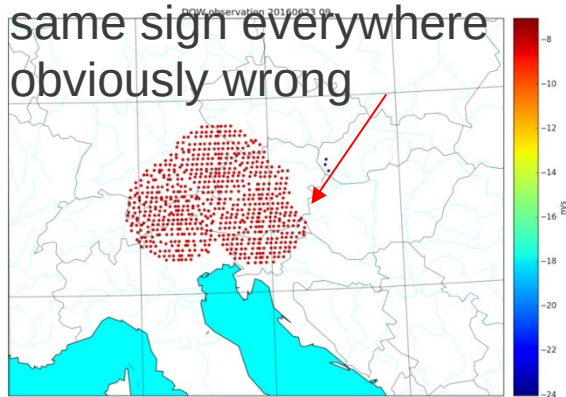 DOW observation 20160623 09
same sign everywhere
obviously wrong
−8
−10
−12
−14
−16
−18
−20
−22
−24
m/s